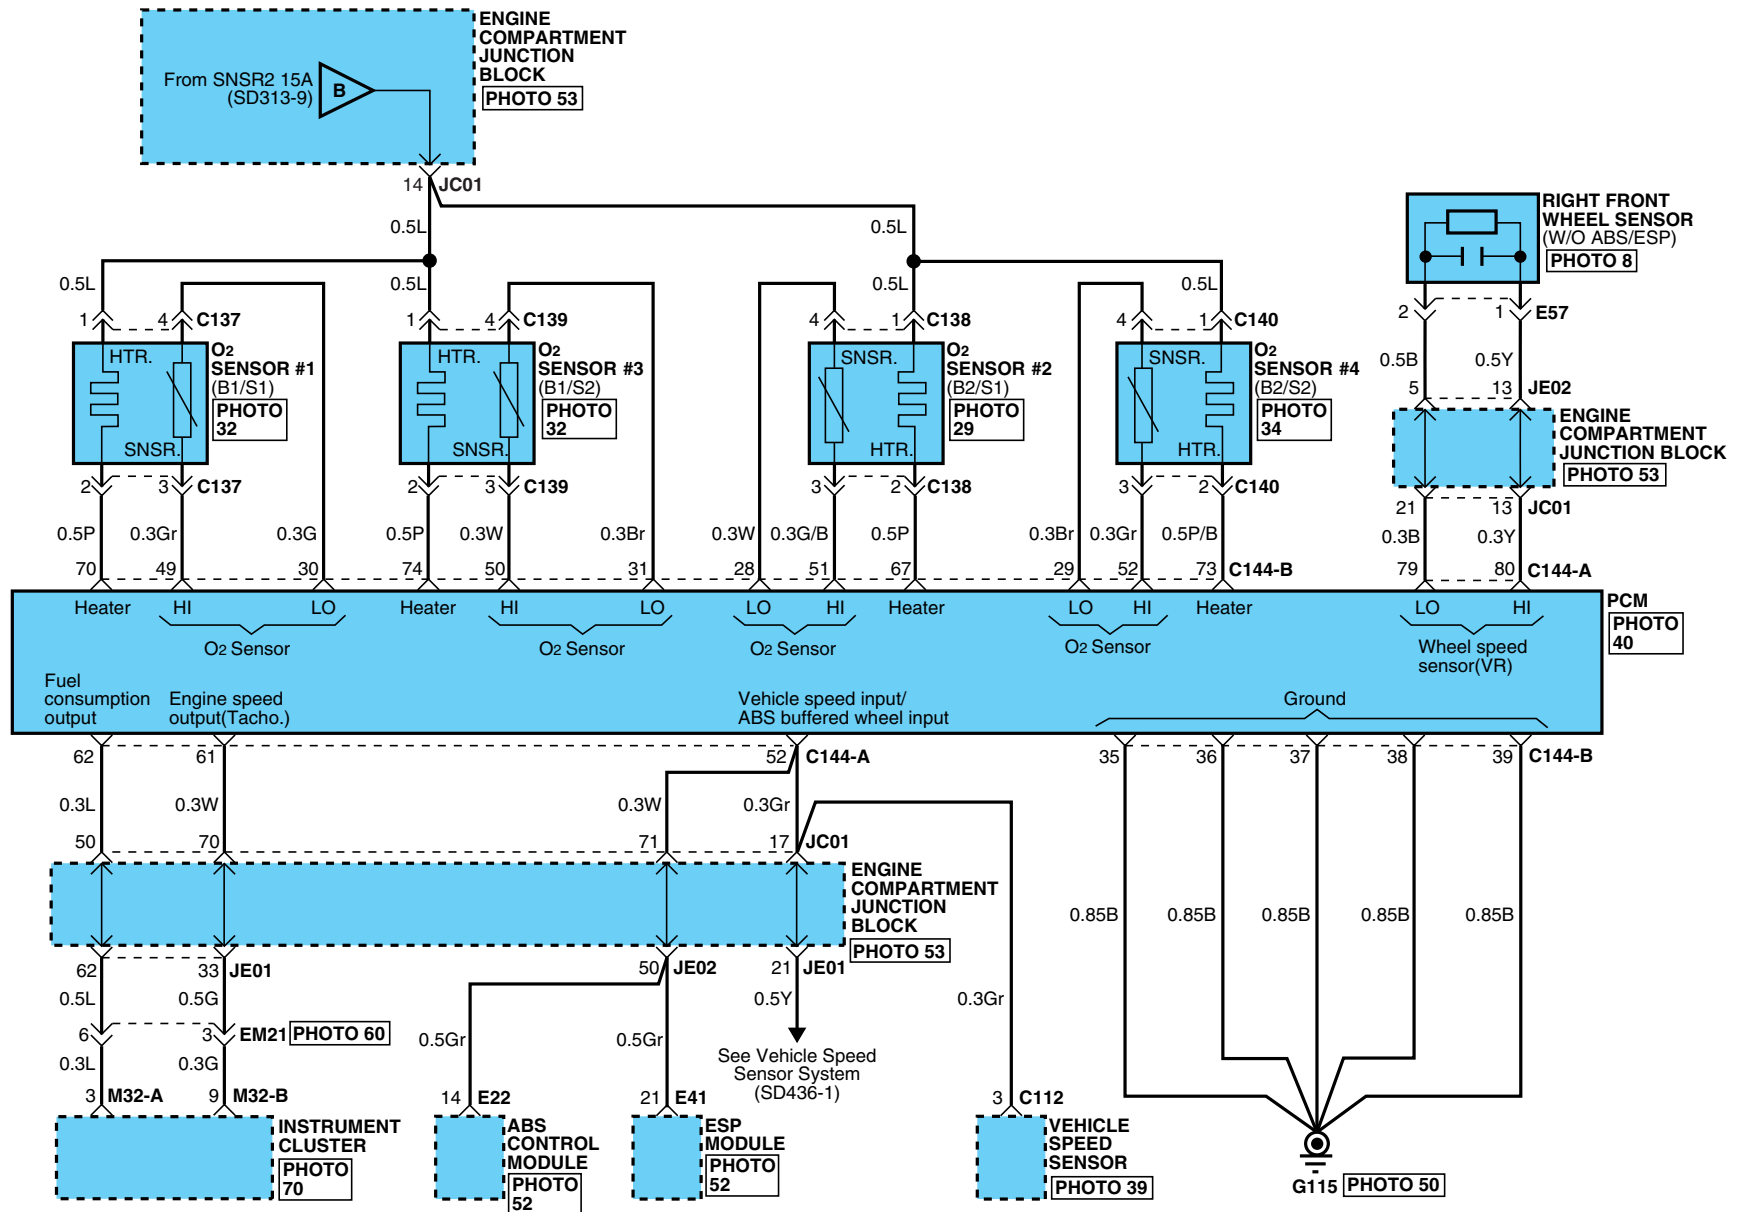 ENGINE
COMPARTMENT
JUNCTION
BLOCK
PHOTO 53
From SNSR2 15A
(SD313-9)
B
14 JC01
0.5L
0.5L
RIGHT FRONT
WHEEL SENSOR
(W/O ABS/ESP)
PHOTO 8
0.5L
0.5L
0.5L
0.5L
1 4 C137
1 4 C139
4 1 C138
4 1 C140
2 1 E57
HTR.
SNSR.
O2
SENSOR #1
(B1/S1)
PHOTO
32
HTR.
SNSR.
O2
SENSOR #3
(B1/S2)
PHOTO
32
SNSR.
HTR.
O2
SENSOR #2
(B2/S1)
PHOTO
29
SNSR.
HTR.
O2
SENSOR #4
(B2/S2)
PHOTO
34
0.5B 0.5Y
5 13 JE02
ENGINE
COMPARTMENT
JUNCTION BLOCK
PHOTO 53
2 3 C137
2 3 C139
3 2 C138
3 2 C140
21 13 JC01
0.5P 0.3Gr 0.3G
0.5P 0.3W 0.3Br
0.3W 0.3G/B 0.5P
0.3Br 0.3Gr 0.5P/B
0.3B 0.3Y
70 49 30
74 50 31
28 51 67
29 52 73 C144-B
79 80 C144-A
Heater HI LO
Heater HI LO
LO HI Heater
LO HI Heater
LO HI
PCM
PHOTO
40
O2 Sensor
O2 Sensor
O2 Sensor
O2 Sensor
Wheel speed
sensor(VR)
Fuel
consumption
output
Engine speed
output(Tacho.)
Vehicle speed input/
ABS buffered wheel input
Ground
62 61 52 C144-A
35 36 37 38 39 C144-B
0.3L 0.3W 0.3W 0.3Gr
50 70 71 17 JC01
ENGINE
COMPARTMENT
JUNCTION
BLOCK
PHOTO 53
0.85B 0.85B 0.85B 0.85B 0.85B
62 33 JE01
50 JE02
21 JE01
0.5L 0.5G
0.5Y
0.3Gr
6 3 EM21 PHOTO 60
0.5Gr 0.5Gr
See Vehicle Speed
Sensor System
(SD436-1)
0.3L 0.3G
3 M32-A
9 M32-B
14 E22
21 E41
3 C112
INSTRUMENT
CLUSTER
PHOTO
70
ABS
CONTROL
MODULE
PHOTO
52
ESP
MODULE
PHOTO
52
VEHICLE
SPEED
SENSOR
PHOTO 39
G115 PHOTO 50